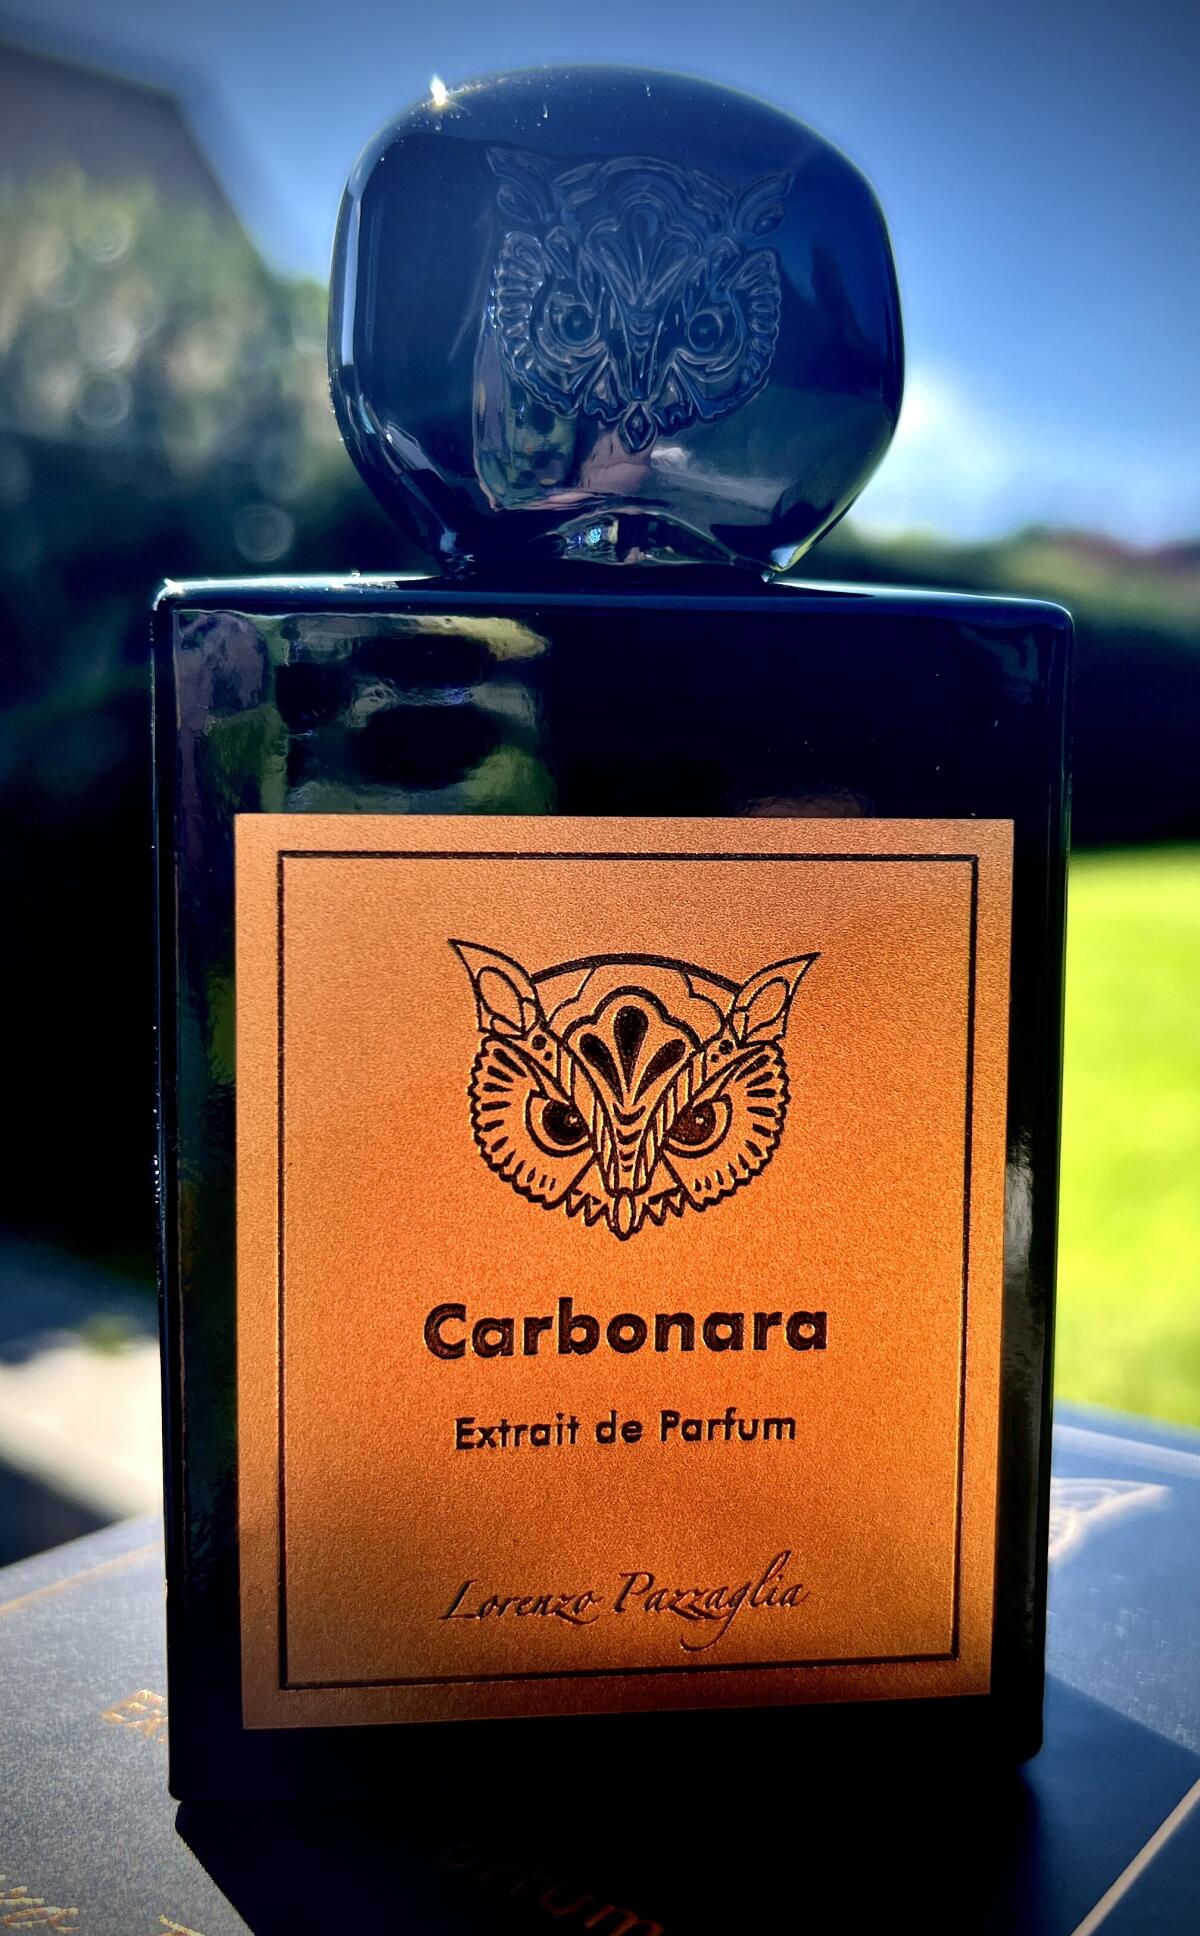 Carbonara
Extrait de Parfum
Lorenzo Pazzaglia